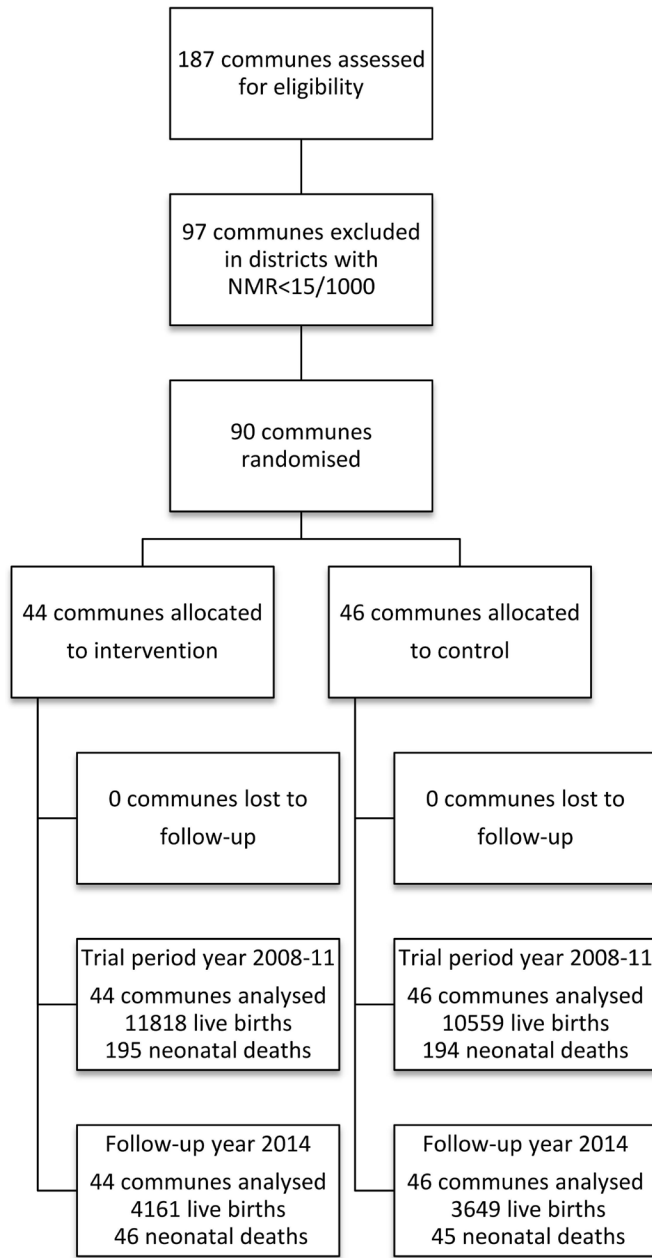 187 communes assessed
for eligibility
97 communes excluded
in districts with
NMR<15/1000
90 communes
randomised
44 communes allocated
to intervention
46 communes allocated
to control
0 communes lost to
follow-up
0 communes lost to
follow-up
Trial period year 2008-11
44 communes analysed
11818 live births
195 neonatal deaths
Trial period year 2008-11
46 communes analysed
10559 live births
194 neonatal deaths
Follow-up year 2014
44 communes analysed
4161 live births
46 neonatal deaths
Follow-up year 2014
46 communes analysed
3649 live births
45 neonatal deaths